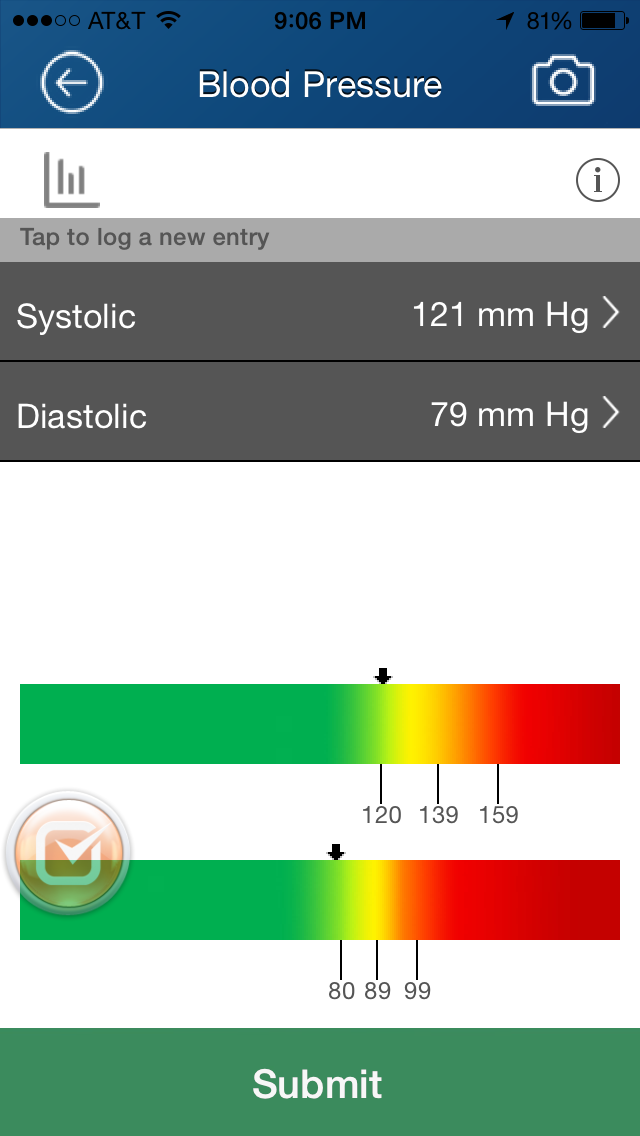 AT&T 9:06 PM 81%
Blood Pressure
i
Tap to log a new entry
Systolic 121 mm Hg
Diastolic 79 mm Hg
120 139 159
80 89 99
Submit